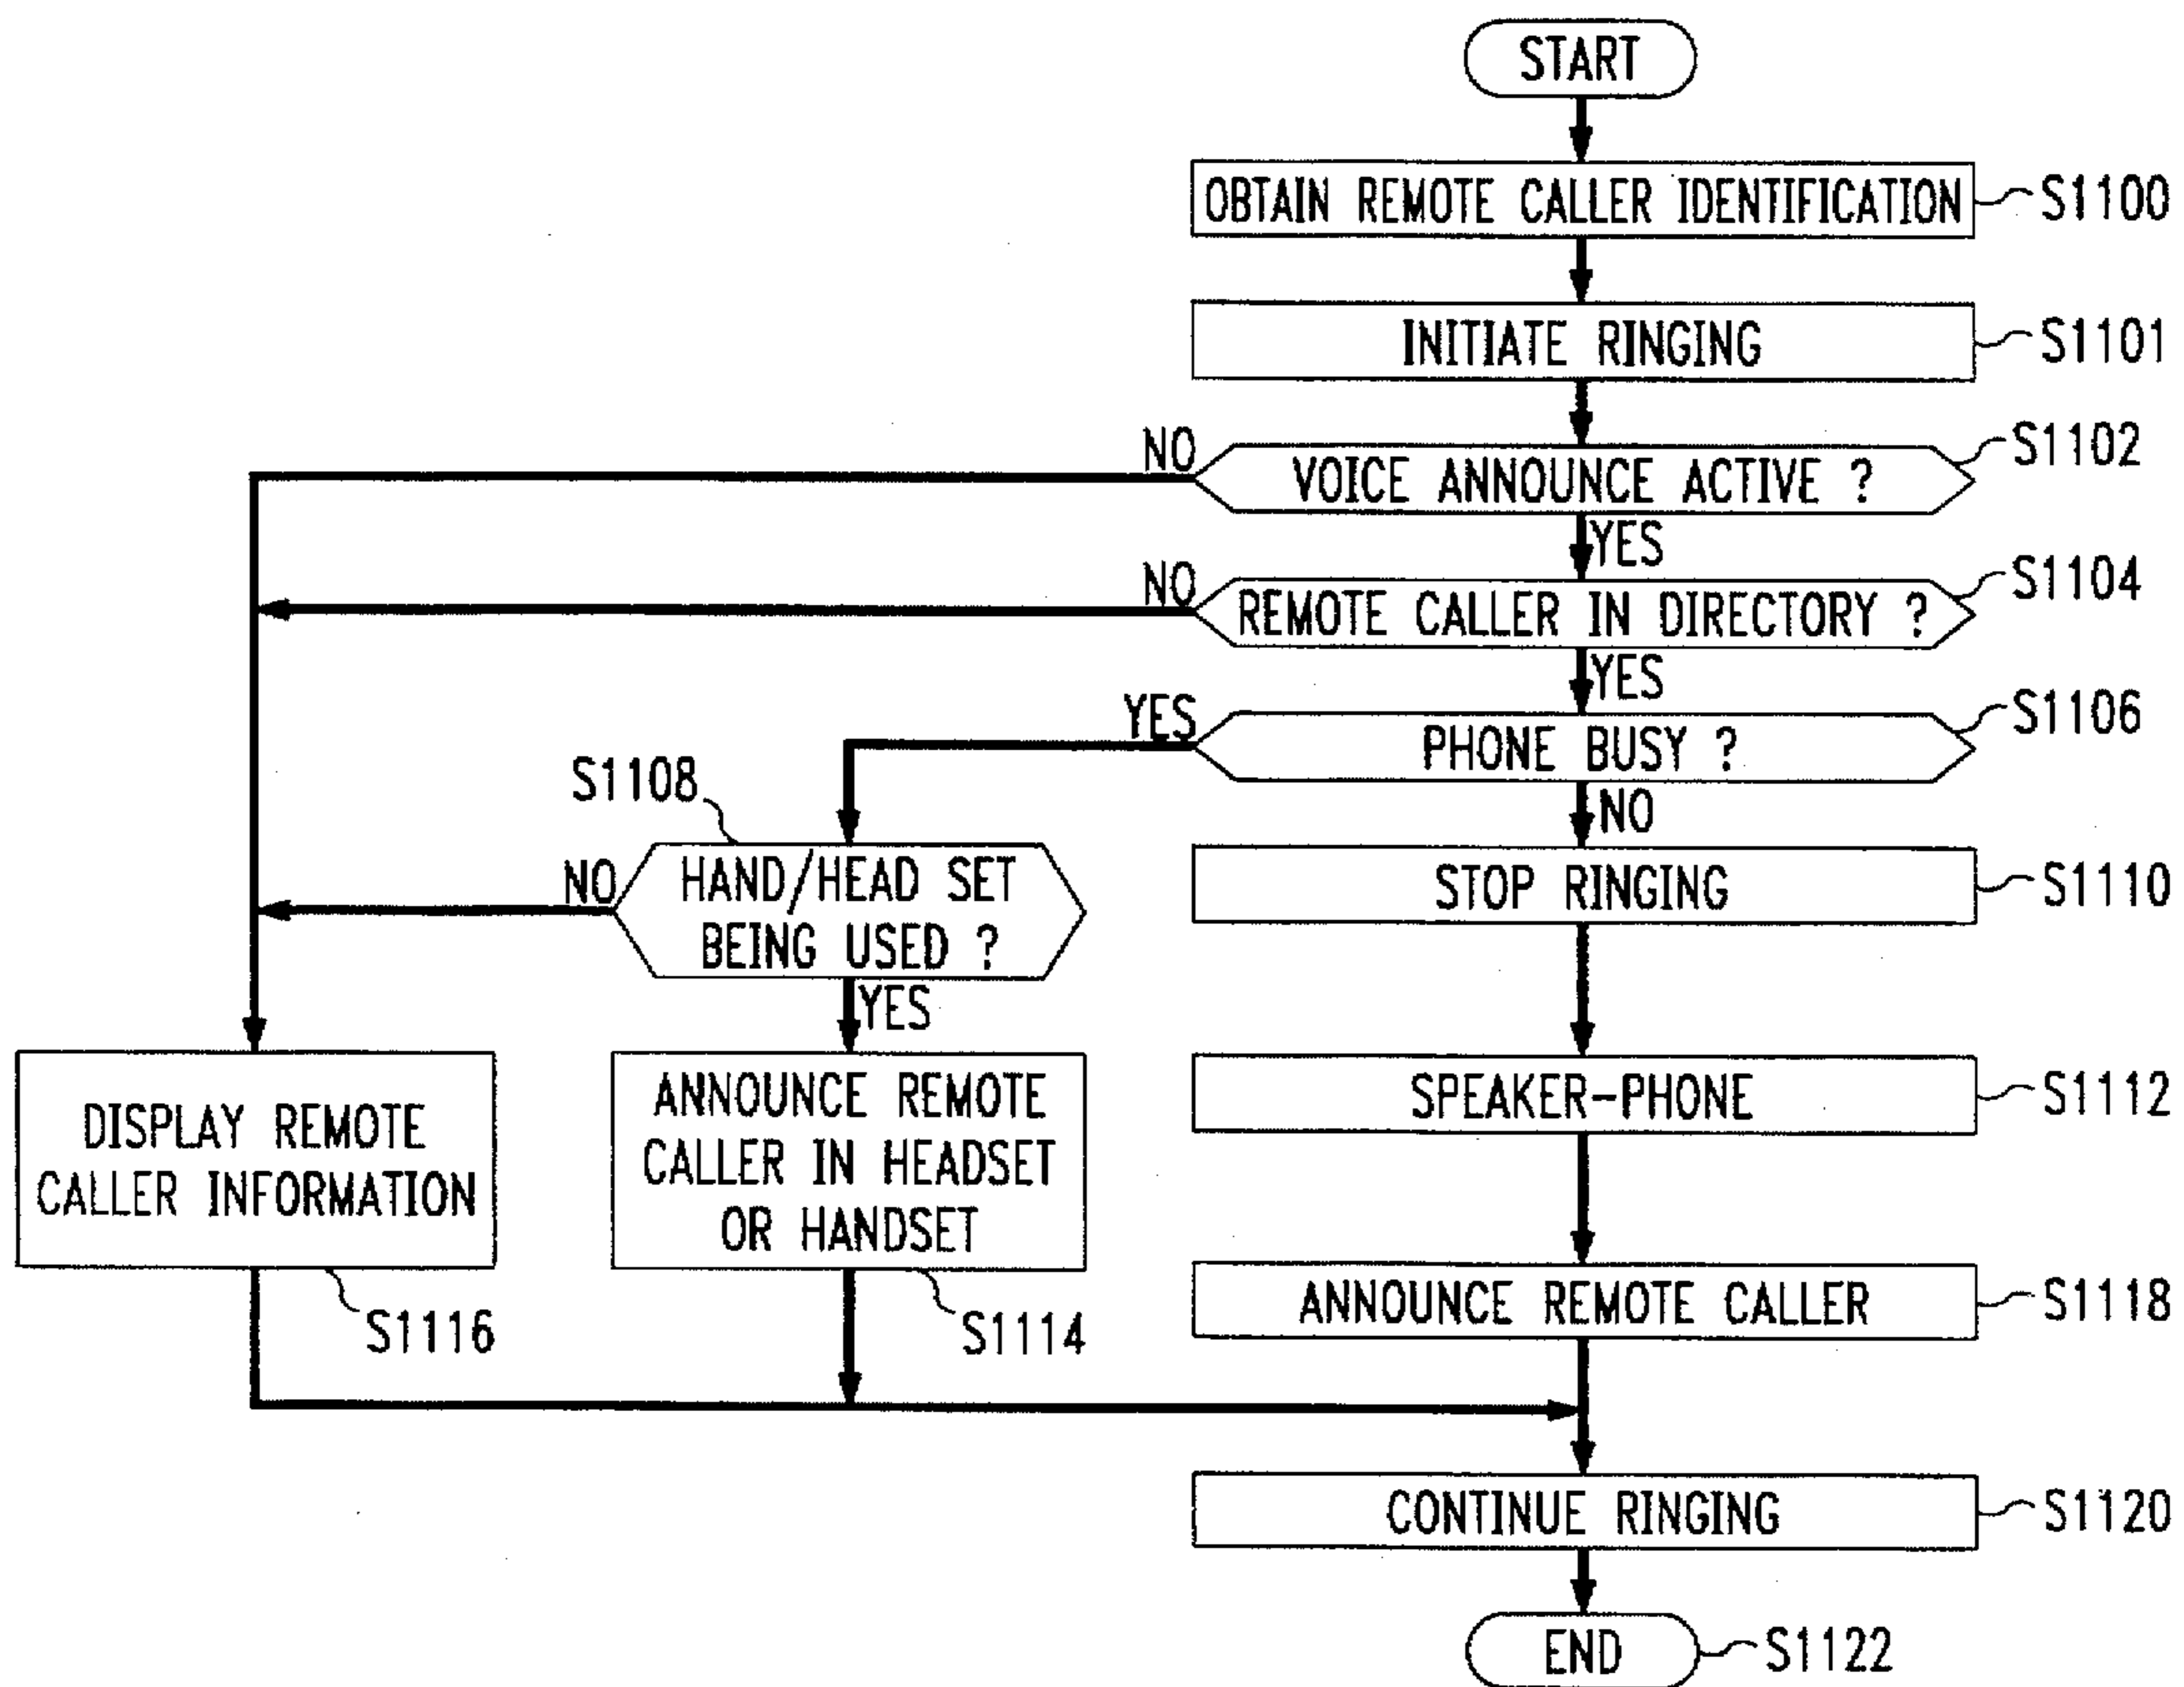 START
OBTAIN REMOTE CALLER IDENTIFICATION
S1100
INITIATE RINGING
S1101
NO
VOICE ANNOUNCE ACTIVE ?
S1102
YES
NO
REMOTE CALLER IN DIRECTORY ?
S1104
YES
YES
PHONE BUSY ?
S1106
NO
S1108
NO
HAND/HEAD SET
BEING USED ?
YES
STOP RINGING
S1110
DISPLAY REMOTE
CALLER INFORMATION
S1116
ANNOUNCE REMOTE
CALLER IN HEADSET
OR HANDSET
S1114
SPEAKER-PHONE
S1112
ANNOUNCE REMOTE CALLER
S1118
CONTINUE RINGING
S1120
END
S1122